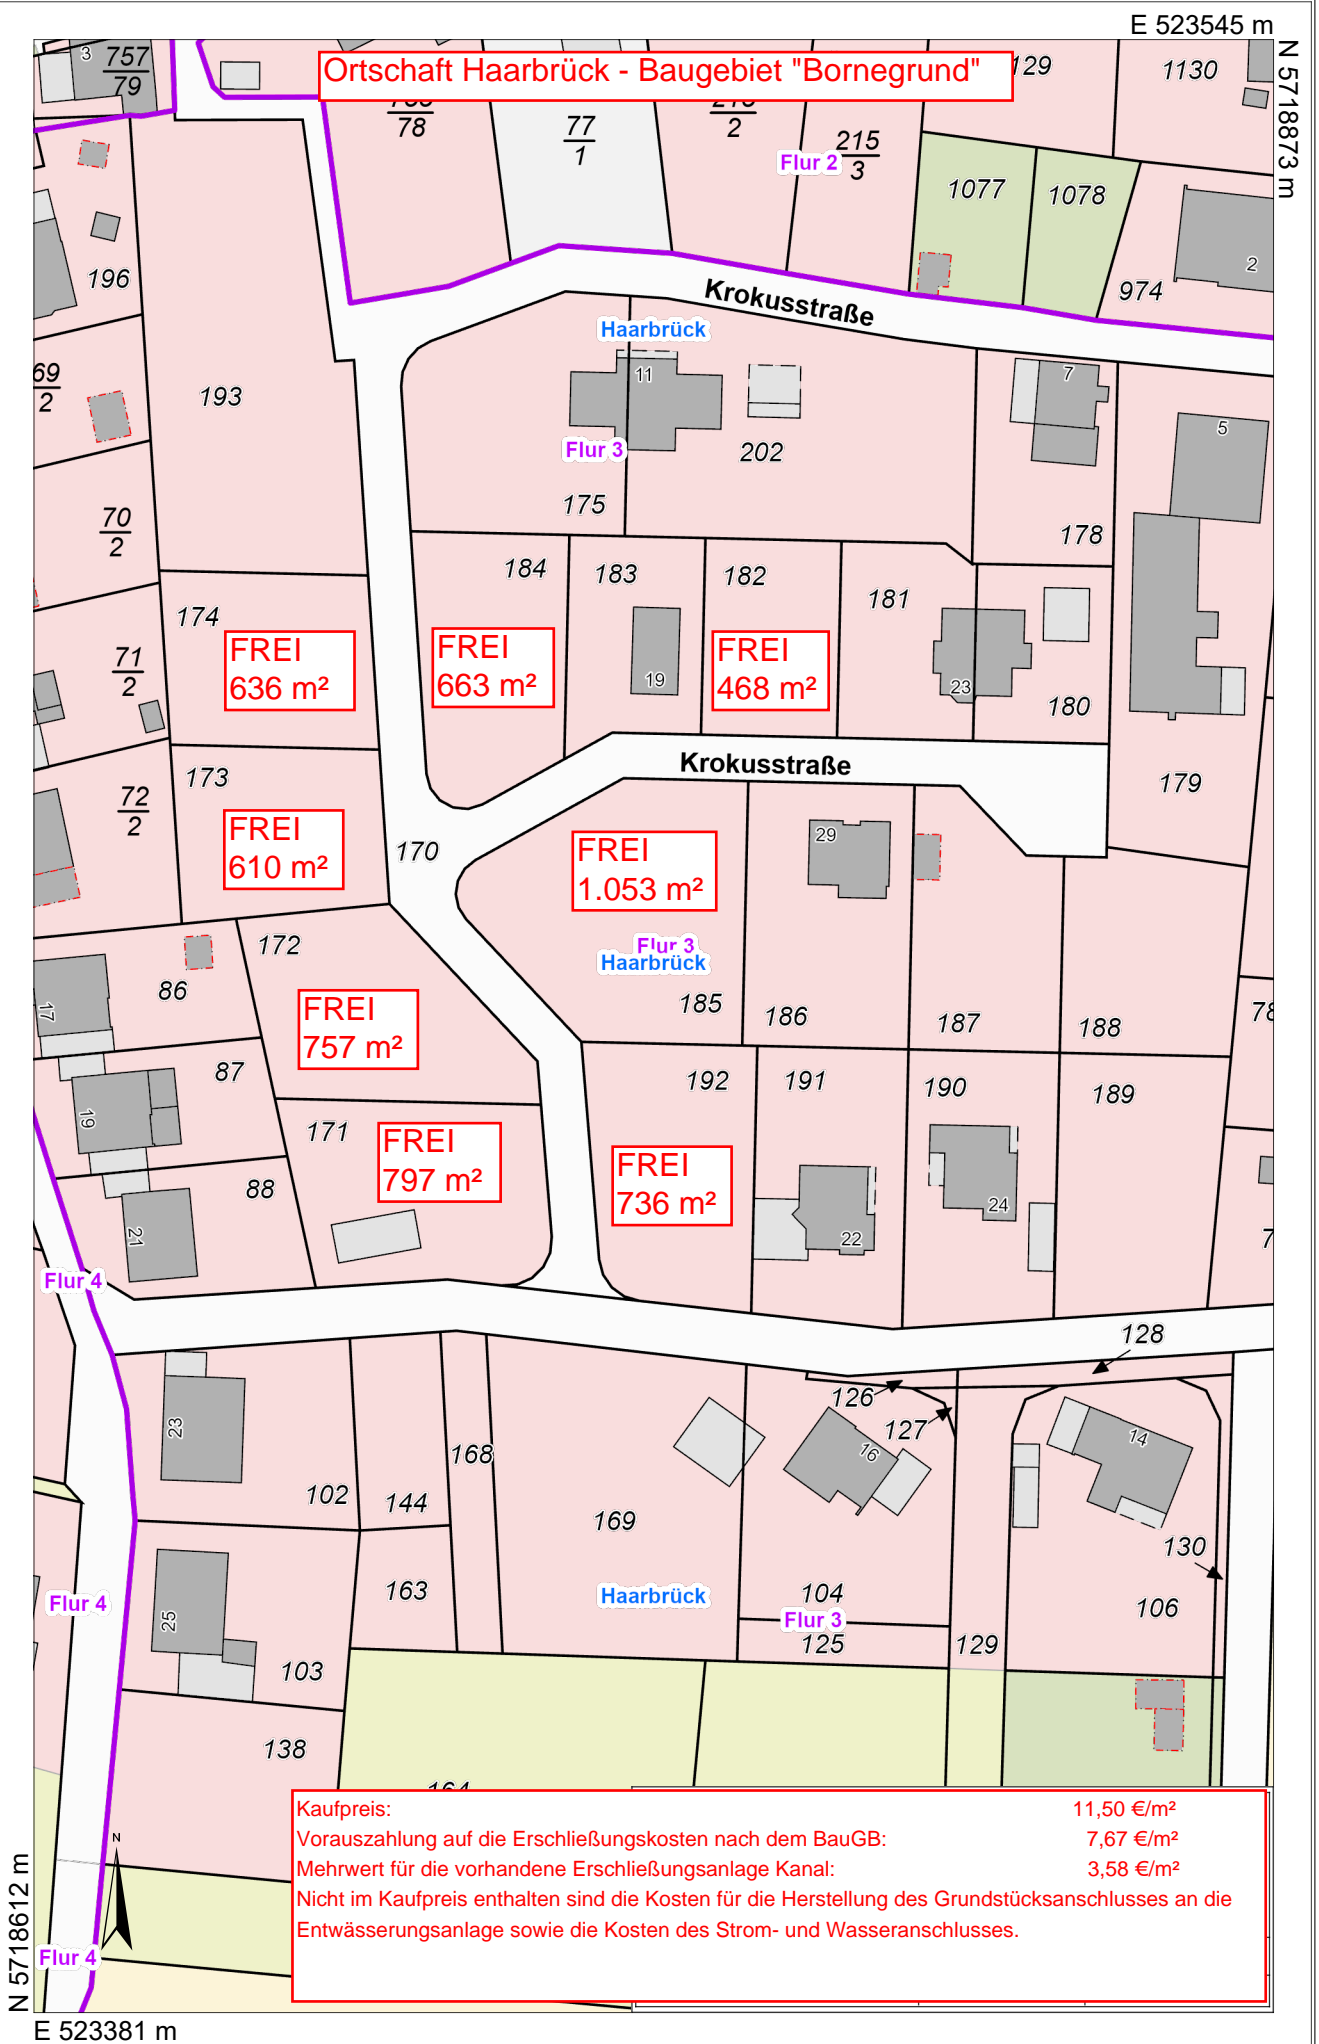 E 523545 m
N 5718873 m
Ortschaft Haarbrück - Baugebiet "Bornegrund"
3
757
79
78
77
1
2
215
3
Flur 2
129
1130
1077
1078
974
2
196
Krokusstraße
Haarbrück
69
2
193
11
7
5
Flur 3
202
175
178
70
2
184
183
182
181
174
FREI
636 m²
FREI
663 m²
19
FREI
468 m²
23
180
71
2
173
Krokusstraße
179
72
2
FREI
610 m²
170
FREI
1.053 m²
29
Flur 3
Haarbrück
172
86
17
FREI
757 m²
185
186
187
188
78
87
192
191
190
189
19
171
FREI
797 m²
FREI
736 m²
88
21
22
24
7
Flur 4
128
126
127
23
168
16
14
102
144
169
130
Flur 4
163
Haarbrück
104
106
25
Flur 3
125
129
103
138
164
Kaufpreis: 11,50 €/m²
Vorauszahlung auf die Erschließungskosten nach dem BauGB: 7,67 €/m²
Mehrwert für die vorhandene Erschließungsanlage Kanal: 3,58 €/m²
Nicht im Kaufpreis enthalten sind die Kosten für die Herstellung des Grundstücksanschlusses an die
Entwässerungsanlage sowie die Kosten des Strom- und Wasseranschlusses.
N
Flur 4
N 5718612 m
E 523381 m